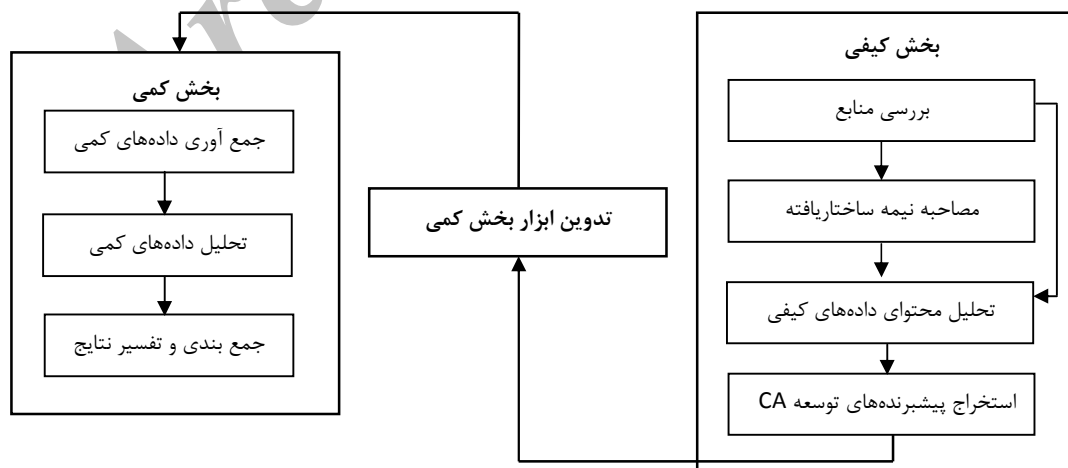 بخش کیفی
بررسی منابع
مصاحبه نیمه ساختاریافته
تحلیل محتوای داده‌های کیفی
استخراج پیشبرنده‌های توسعه CA
تدوین ابزار بخش کمی
بخش کمی
جمع آوری داده‌های کمی
تحلیل داده‌های کمی
جمع بندی و تفسیر نتایج